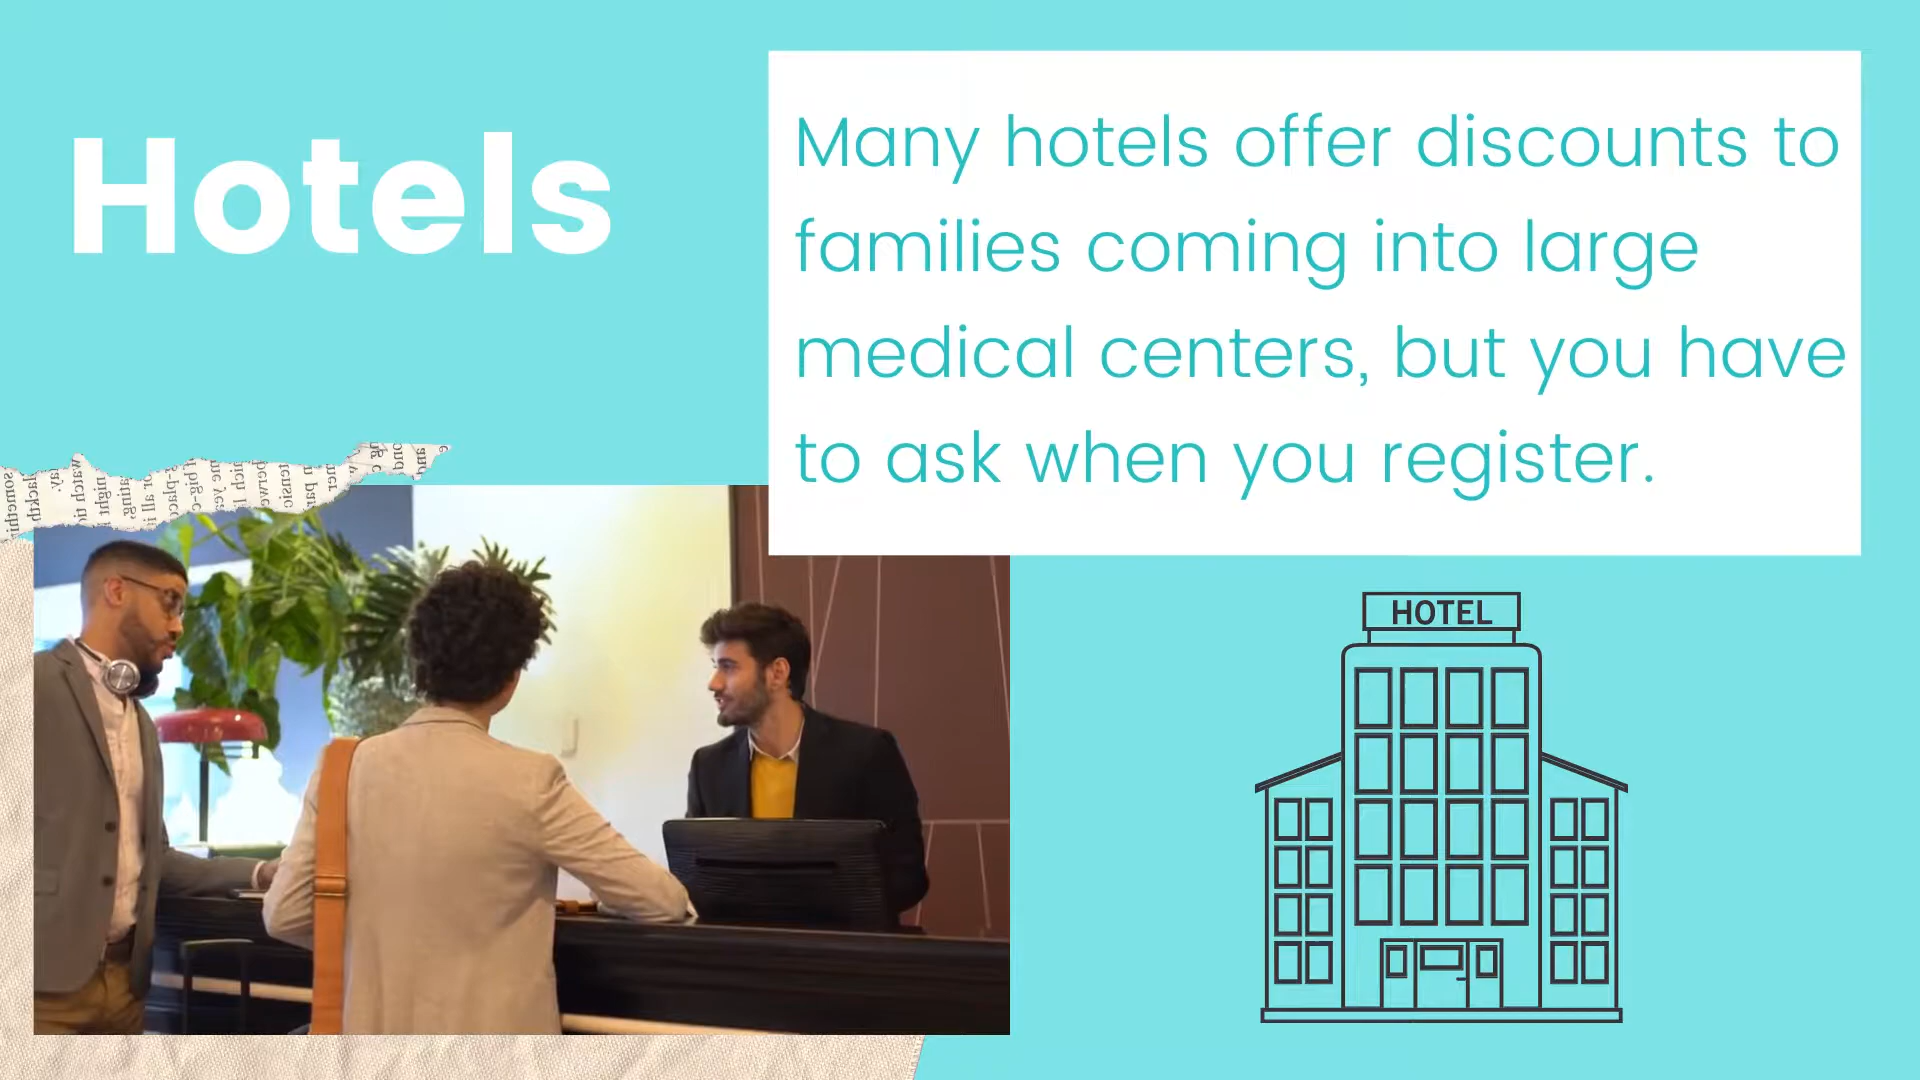 Hotels
Many hotels offer discounts to
families coming into large
medical centers, but you have
to ask when you register.
HOTEL